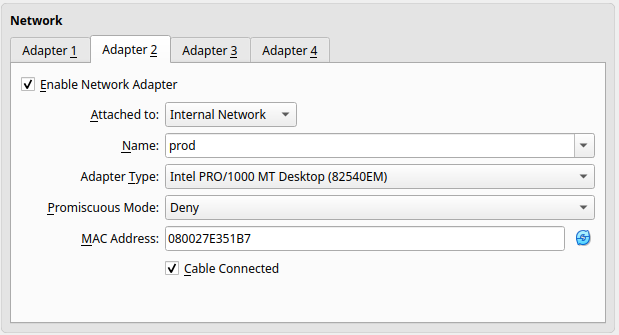 Network
Adapter 1 Adapter 2 Adapter 3 Adapter 4
Enable Network Adapter
Attached to: Internal Network
Name: prod
Adapter Type: Intel PRO/1000 MT Desktop (82540EM)
Promiscuous Mode: Deny
MAC Address: 080027E351B7
Cable Connected